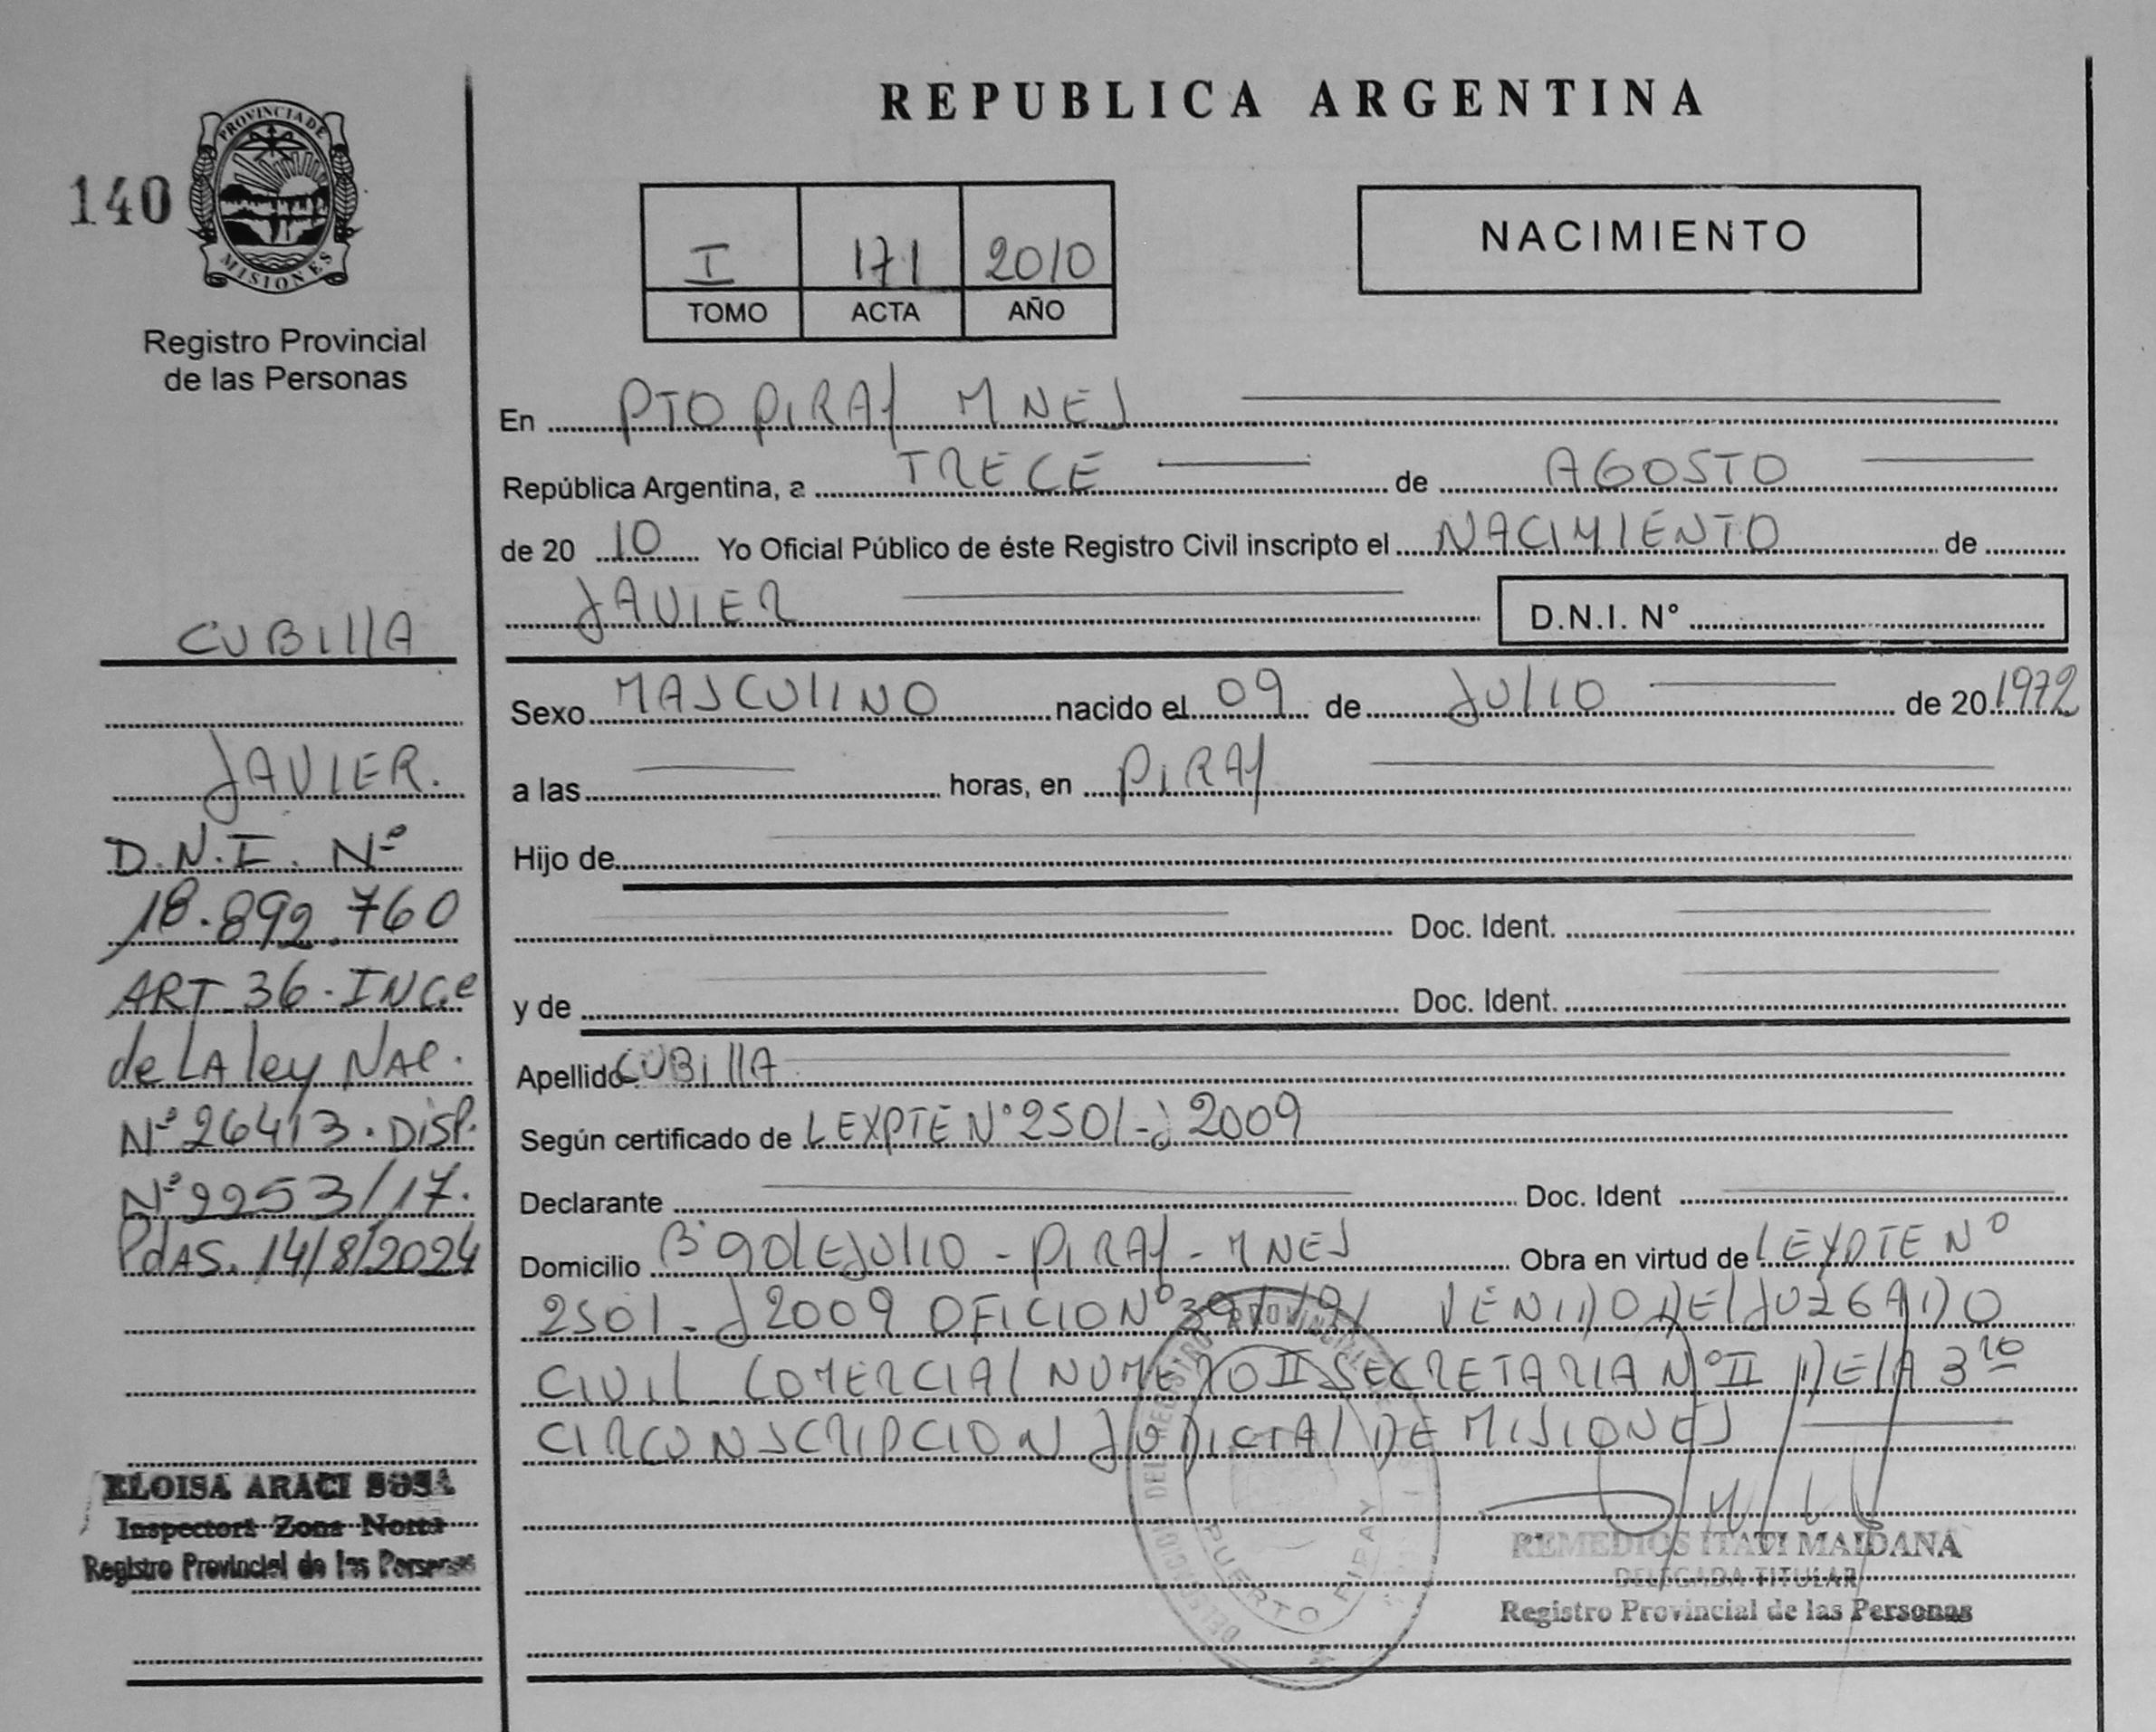 REPUBLICA ARGENTINA
140
PROVINCIA DE
MISIONES
Registro Provincial
de las Personas
I 171 2010
TOMO ACTA AÑO
NACIMIENTO
En PTO PIRAY MNES
República Argentina, a TRECE de AGOSTO
de 20 10 Yo Oficial Público de éste Registro Civil inscripto el NACIMIENTO de
JAVIER D.N.I. N°
Sexo MASCULINO nacido el 09 de JULIO de 20 1972
a las horas, en PIRAY
Hijo de
Doc. Ident.
y de Doc. Ident.
Apellido CUBILLA
Según certificado de EXPTE N° 2501-J 2009
Declarante Doc. Ident
Domicilio B° 9 DE JULIO - PIRAY - MNES Obra en virtud de EXPTE N°
2501-J 2009 OFICIO N° VENIDO DEL JUZGADO
CIVIL COMERCIAL NUMERO II SECRETARIA N° II DE LA 3
CIRCUNSCRIPCION JUDICIAL DE MISIONES
CUBILLA
JAVIER.
D.N.I. N°
18.892.760
ART 36. INC. C
de LA ley NAC.
N° 26413. DISP.
N° 2253/17.
PdAS. 14/8/2024
ELOISA ARACI SOSA
Inspectora Zona Norte
Registro Provincial de las Personas
REGISTRO PROVINCIAL
PUERTO PIRAY
REMEDIOS ITATI MAIDANA
DELEGADA TITULAR
Registro Provincial de las Personas